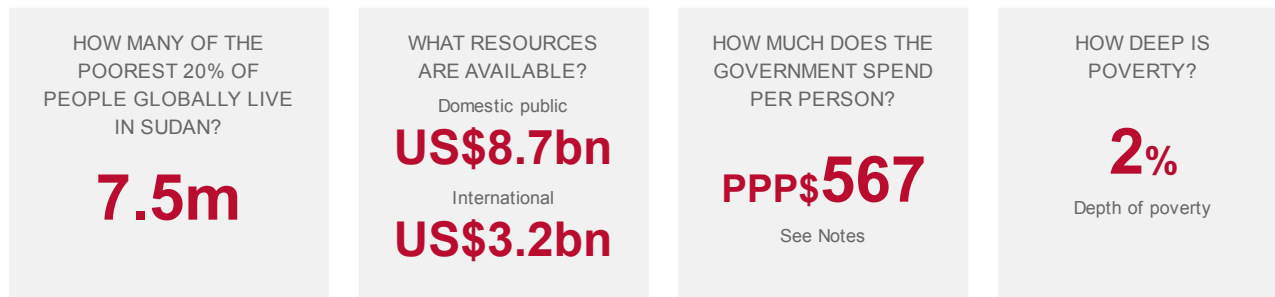 HOW MANY OF THE
POOREST 20% OF
PEOPLE GLOBALLY LIVE
IN SUDAN?
7.5m
WHAT RESOURCES
ARE AVAILABLE?
Domestic public
US$8.7bn
International
US$3.2bn
HOW MUCH DOES THE
GOVERNMENT SPEND
PER PERSON?
PPP$567
See Notes
HOW DEEP IS
POVERTY?
2%
Depth of poverty